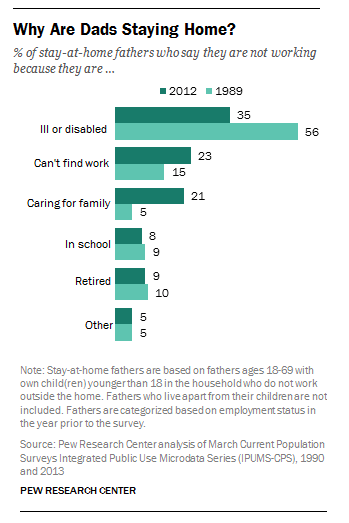 Why Are Dads Staying Home?
% of stay-at-home fathers who say they are not working
because they are ...
2012 1989
Ill or disabled 35
56
Can't find work 23
15
Caring for family 21
5
In school 8
9
Retired 9
10
Other 5
5
Note: Stay-at-home fathers are based on fathers ages 18-69 with
own child(ren) younger than 18 in the household who do not work
outside the home. Fathers who live apart from their children are not
included. Fathers are categorized based on employment status in
the year prior to the survey.
Source: Pew Research Center analysis of March Current Population
Surveys Integrated Public Use Microdata Series (IPUMS-CPS), 1990
and 2013
PEW RESEARCH CENTER